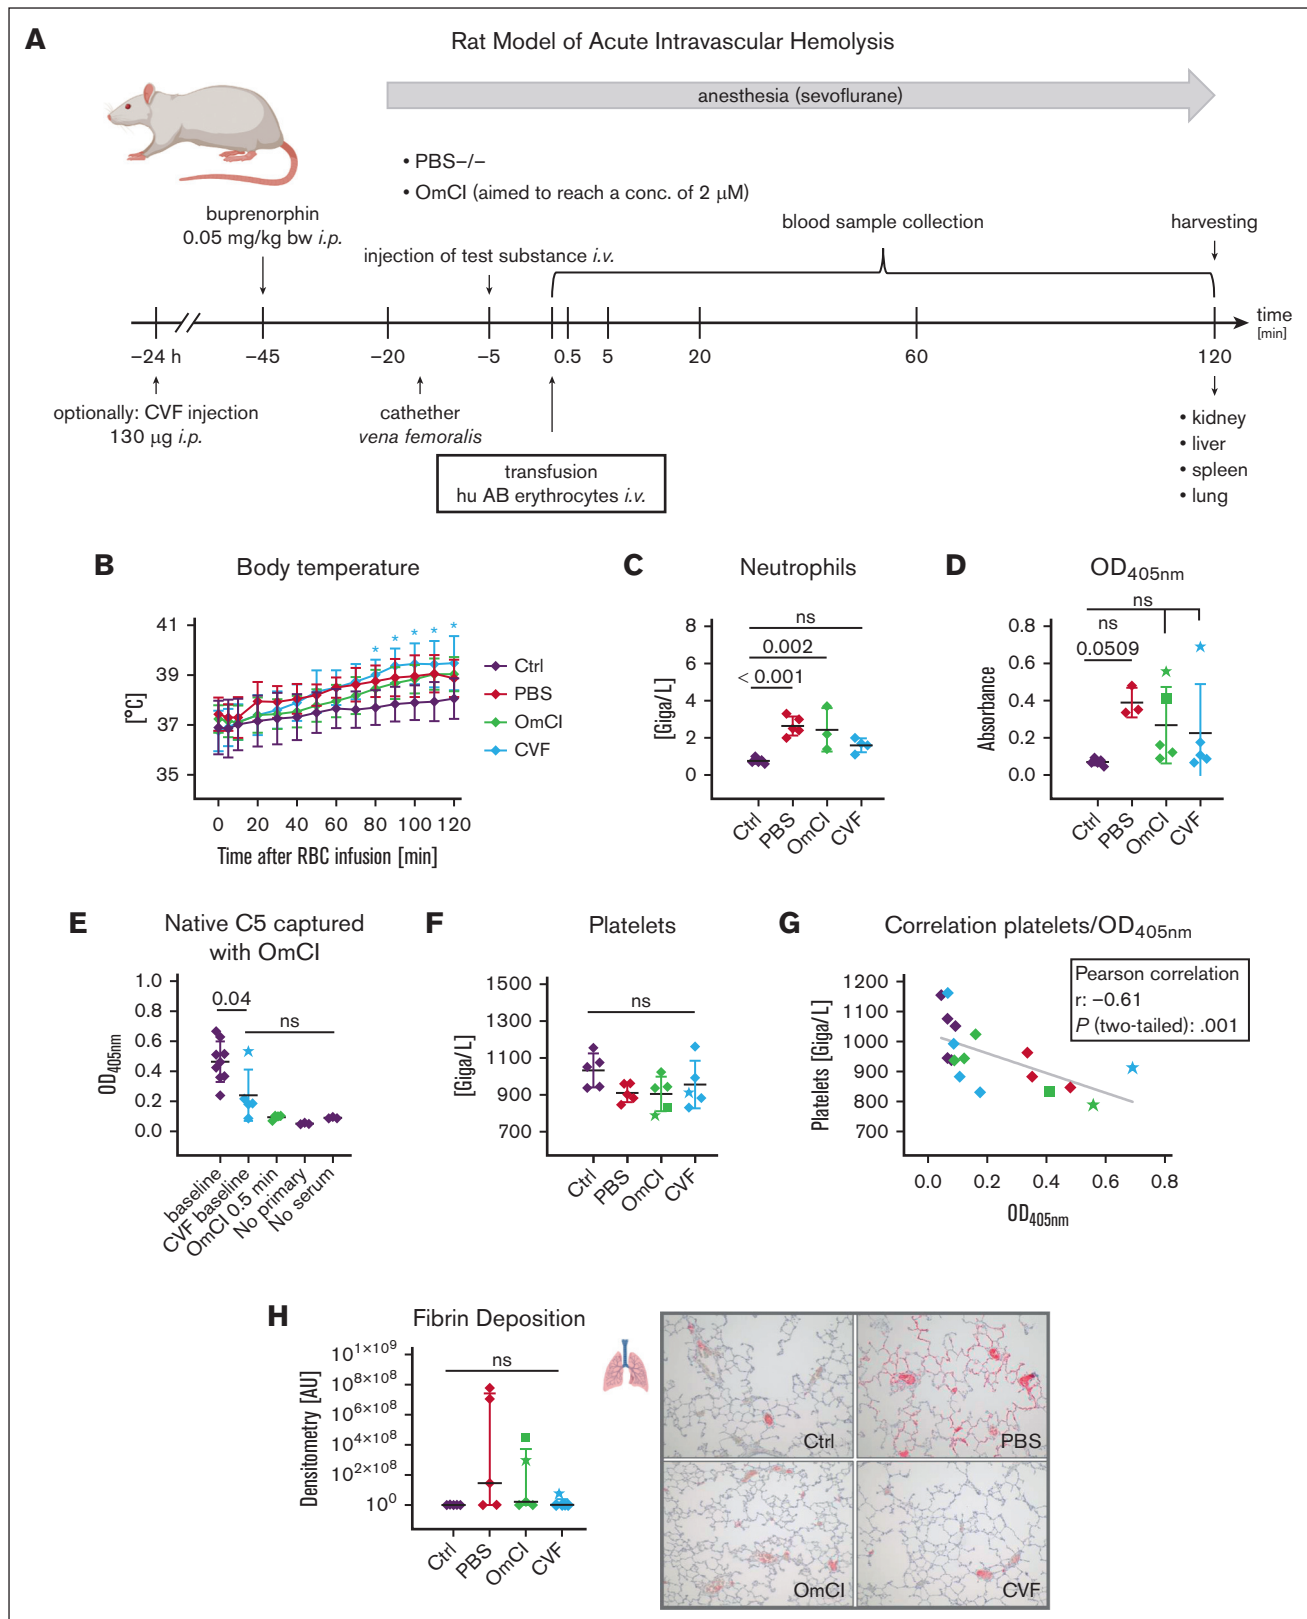 A
Rat Model of Acute Intravascular Hemolysis
anesthesia (sevoflurane)
• PBS–/–
• OmCI (aimed to reach a conc. of 2 μM)
buprenorphin
0.05 mg/kg bw i.p.
injection of test substance i.v.
blood sample collection
harvesting
time
[min]
–24 h
–45
–20
–5
0.5
5
20
60
120
optionally: CVF injection
130 μg i.p.
cathether
vena femoralis
transfusion
hu AB erythrocytes i.v.
• kidney
• liver
• spleen
• lung
B
Body temperature
[°C]
41
39
37
35
* * * * *
0 20 40 60 80 100 120
Time after RBC infusion [min]
Ctrl
PBS
OmCI
CVF
C
Neutrophils
[Giga/L]
8
6
4
2
0
ns
0.002
< 0.001
Ctrl
PBS
OmCI
CVF
D
OD405nm
Absorbance
0.8
0.6
0.4
0.2
0.0
ns
ns
0.0509
Ctrl
PBS
OmCI
CVF
E
Native C5 captured
with OmCI
OD405nm
1.0
0.8
0.6
0.4
0.2
0.0
0.04
ns
baseline
CVF baseline
OmCI 0.5 min
No primary
No serum
F
Platelets
[Giga/L]
1500
1300
1100
900
700
ns
Ctrl
PBS
OmCI
CVF
G
Correlation platelets/OD405nm
Platelets [Giga/L]
1200
1100
1000
900
800
700
Pearson correlation
r: –0.61
P (two-tailed): .001
0.0 0.2 0.4 0.6 0.8
OD405nm
H
Fibrin Deposition
Densitometry [AU]
10^1×10^9
10^8×10^8
10^6×10^8
10^4×10^8
10^2×10^8
10^0
ns
Ctrl
PBS
OmCI
CVF
Ctrl
PBS
OmCI
CVF